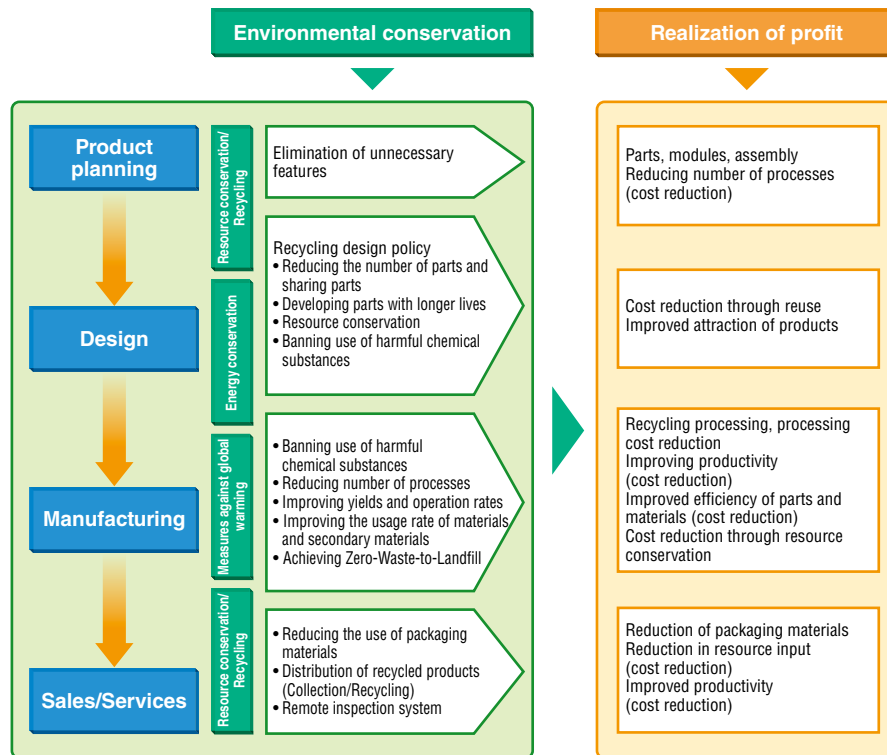 Environmental conservation
Realization of profit
Product
planning
Design
Manufacturing
Sales/Services
Resource conservation/
Recycling
Energy conservation
Measures against global
warming
Resource conservation/
Recycling
Elimination of unnecessary
features
Recycling design policy
• Reducing the number of parts and
sharing parts
• Developing parts with longer lives
• Resource conservation
• Banning use of harmful chemical
substances
• Banning use of harmful
chemical substances
• Reducing number of processes
• Improving yields and operation rates
• Improving the usage rate of materials
and secondary materials
• Achieving Zero-Waste-to-Landfill
• Reducing the use of packaging
materials
• Distribution of recycled products
(Collection/Recycling)
• Remote inspection system
Parts, modules, assembly
Reducing number of processes
(cost reduction)
Cost reduction through reuse
Improved attraction of products
Recycling processing, processing
cost reduction
Improving productivity
(cost reduction)
Improved efficiency of parts and
materials (cost reduction)
Cost reduction through resource
conservation
Reduction of packaging materials
Reduction in resource input
(cost reduction)
Improved productivity
(cost reduction)